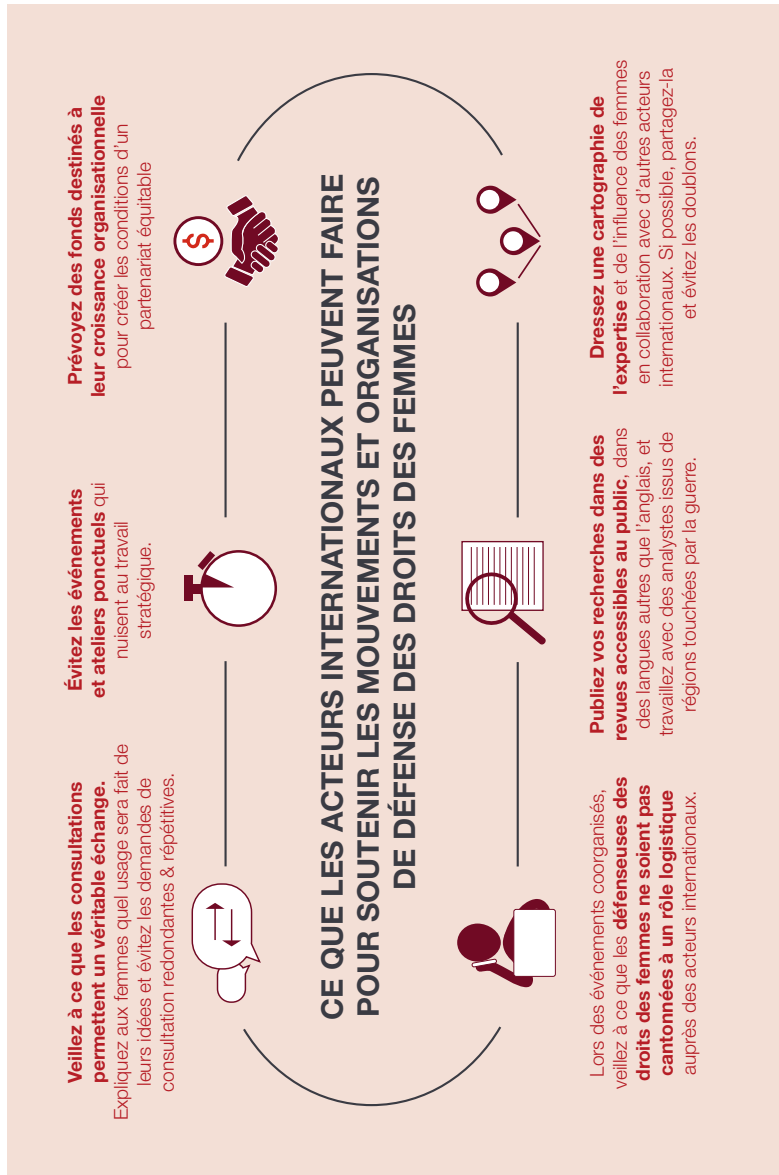 Veillez à ce que les consultations
permettent un véritable échange.
Expliquez aux femmes quel usage sera fait de
leurs idées et évitez les demandes de
consultation redondantes & répétitives.
Évitez les événements
et ateliers ponctuels qui
nuisent au travail
stratégique.
Prévoyez des fonds destinés à
leur croissance organisationnelle
pour créer les conditions d’un
partenariat équitable
$
CE QUE LES ACTEURS INTERNATIONAUX PEUVENT FAIRE
POUR SOUTENIR LES MOUVEMENTS ET ORGANISATIONS
DE DÉFENSE DES DROITS DES FEMMES
Lors des événements coorganisés,
veillez à ce que les défenseuses des
droits des femmes ne soient pas
cantonnées à un rôle logistique
auprès des acteurs internationaux.
Publiez vos recherches dans des
revues accessibles au public, dans
des langues autres que l’anglais, et
travaillez avec des analystes issus de
régions touchées par la guerre.
Dressez une cartographie de
l’expertise et de l’influence des femmes
en collaboration avec d’autres acteurs
internationaux. Si possible, partagez-la
et évitez les doublons.